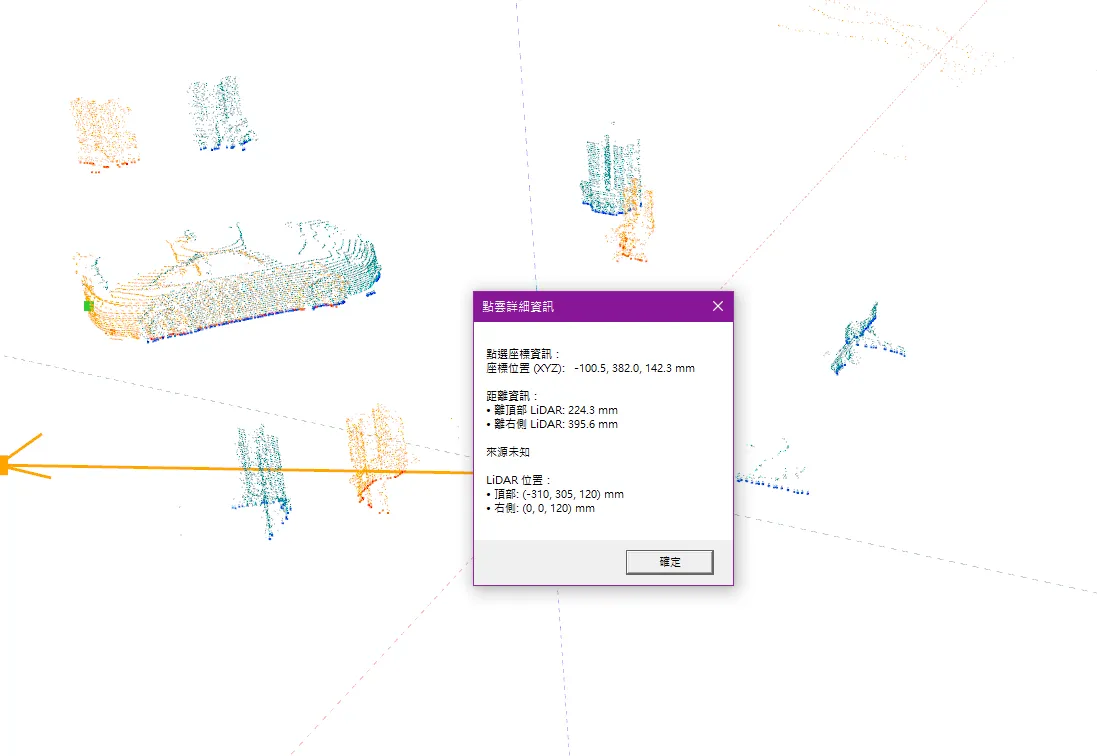 點雲詳細資訊
點選座標資訊：
座標位置 (XYZ): -100.5, 382.0, 142.3 mm
距離資訊：
• 離頂部 LiDAR: 224.3 mm
• 離右側 LiDAR: 395.6 mm
來源未知
LiDAR 位置：
• 頂部: (-310, 305, 120) mm
• 右側: (0, 0, 120) mm
確定